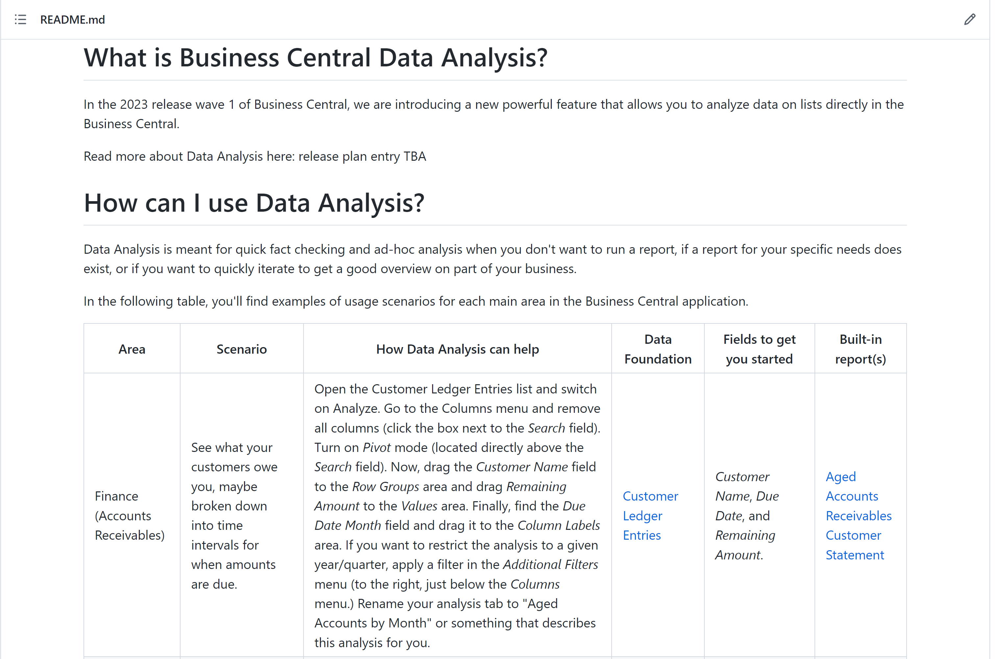 README.md
What is Business Central Data Analysis?
In the 2023 release wave 1 of Business Central, we are introducing a new powerful feature that allows you to analyze data on lists directly in the
Business Central.
Read more about Data Analysis here: release plan entry TBA
How can I use Data Analysis?
Data Analysis is meant for quick fact checking and ad-hoc analysis when you don't want to run a report, if a report for your specific needs does
exist, or if you want to quickly iterate to get a good overview on part of your business.
In the following table, you'll find examples of usage scenarios for each main area in the Business Central application.
Area
Scenario
How Data Analysis can help
Data
Foundation
Fields to get
you started
Built-in
report(s)
Finance
(Accounts
Receivables)
See what your
customers owe
you, maybe
broken down
into time
intervals for
when amounts
are due.
Open the Customer Ledger Entries list and switch
on Analyze. Go to the Columns menu and remove
all columns (click the box next to the Search field).
Turn on Pivot mode (located directly above the
Search field). Now, drag the Customer Name field
to the Row Groups area and drag Remaining
Amount to the Values area. Finally, find the Due
Date Month field and drag it to the Column Labels
area. If you want to restrict the analysis to a given
year/quarter, apply a filter in the Additional Filters
menu (to the right, just below the Columns
menu.) Rename your analysis tab to "Aged
Accounts by Month" or something that describes
this analysis for you.
Customer
Ledger
Entries
Customer
Name, Due
Date, and
Remaining
Amount.
Aged
Accounts
Receivables
Customer
Statement